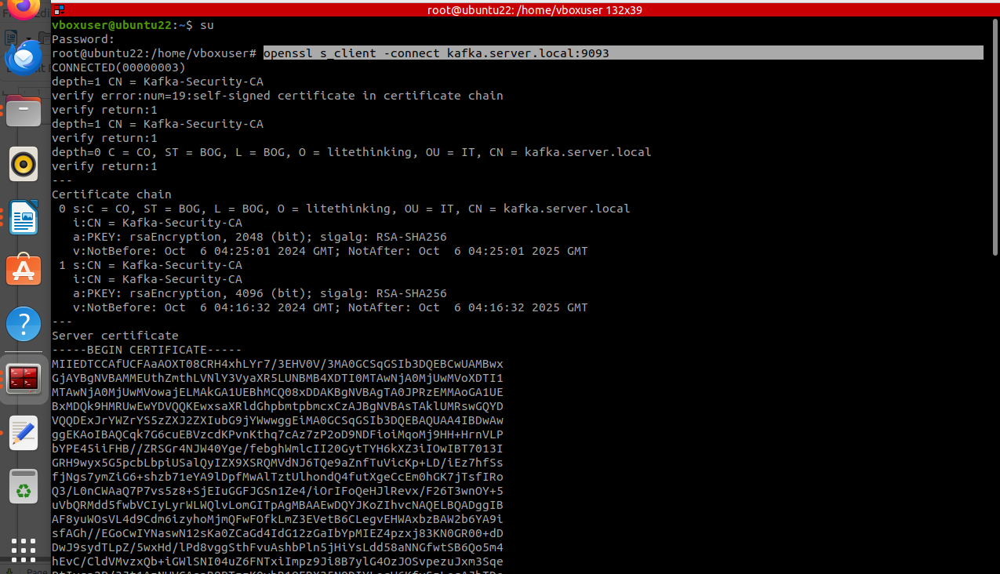 root@ubuntu22: /home/vboxuser 132x39
vboxuser@ubuntu22:~$ su
Password:
root@ubuntu22:/home/vboxuser# openssl s_client -connect kafka.server.local:9093
CONNECTED(00000003)
depth=1 CN = Kafka-Security-CA
verify error:num=19:self-signed certificate in certificate chain
verify return:1
depth=1 CN = Kafka-Security-CA
verify return:1
depth=0 C = CO, ST = BOG, L = BOG, O = litethinking, OU = IT, CN = kafka.server.local
verify return:1
---
Certificate chain
 0 s:C = CO, ST = BOG, L = BOG, O = litethinking, OU = IT, CN = kafka.server.local
   i:CN = Kafka-Security-CA
   a:PKEY: rsaEncryption, 2048 (bit); sigalg: RSA-SHA256
   v:NotBefore: Oct  6 04:25:01 2024 GMT; NotAfter: Oct  6 04:25:01 2025 GMT
 1 s:CN = Kafka-Security-CA
   i:CN = Kafka-Security-CA
   a:PKEY: rsaEncryption, 4096 (bit); sigalg: RSA-SHA256
   v:NotBefore: Oct  6 04:16:32 2024 GMT; NotAfter: Oct  6 04:16:32 2025 GMT
---
Server certificate
-----BEGIN CERTIFICATE-----
MIIEDTCCAfUCFAaAOXT08CRH4xhLYr7/3EHV0V/3MA0GCSqGSIb3DQEBCwUAMBwx
GjAYBgNVBAMMEUthZmthLVNlY3VyaXR5LUNBMB4XDTI0MTAwNjA0MjUwMVoXDTI1
MTAwNjA0MjUwMVowajELMAkGA1UEBhMCQ08xDDAKBgNVBAgTA0JPRzEMMAoGA1UE
BxMDQk9HMRUwEwYDVQQKEwxsaXRldGhpbmtpbmcxCzAJBgNVBAsTAklUMRswGQYD
VQQDExJrYWZrYS5zZXJ2ZXIubG9jYWwwggEiMA0GCSqGSIb3DQEBAQUAA4IBDwAw
ggEKAoIBAQCqk7G6cuEBVzcdKPvnKthq7cAz7zP2oD9NDFioiMqoMj9HH+HrnVLP
bYPE45iiFHB//ZRSGr4NJW40Yge/febghWmlcII20GytTYH6kXZ3iIOwIBT7013I
GRH9wyx5G5pcbLbpiUSalQyIZX9XSRQMVdNJ6TQe9aZnfTuVicKp+LD/iEz7hfSs
fjNgs7ymZiG6+shzb71eYA9lDpfMwAlTztUlhondQ4futXgeCcEm0hGK7jTsfIRo
Q3/L0nCWAaQ7P7vs5z8+SjEIuGGFJGSn1Ze4/iOrIFoQeHJlRevx/F26T3wnOY+5
uVbQRMdd5fwbVCIyLyrWLWQlvLomGITpAgMBAAEwDQYJKoZIhvcNAQELBQADggIB
AF8yuWOsVL4d9Cdm6izyhoMjmQFwFOfkLmZ3EVetB6CLegvEHWAxbzBAW2b6YA9i
sfAGh//EGoCwIYNaswN12sKa0ZCaGd4IdG12zGaIbYpMIEZ4pzxj83KN0GR00+dD
DwJ9sydTLpZ/5wxHd/lPd8vggSthFvuAshbPln5jHiYsLdd58aNNGfwtSB6Qo5m4
hEvC/CldVMvzxQb+iGWlSNI04uZ6FNTxiImpz9Ji8B7ylG4OzJOSvpezuJxm3Sqe